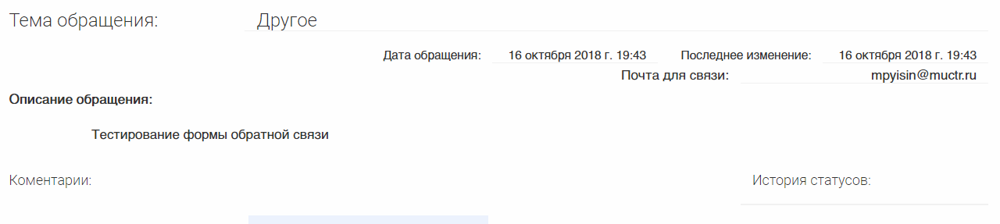 Тема обращения: Другое
Дата обращения: 16 октября 2018 г. 19:43 Последнее изменение: 16 октября 2018 г. 19:43
Почта для связи: mpyisin@muctr.ru
Описание обращения:
Тестирование формы обратной связи
Коментарии: История статусов: